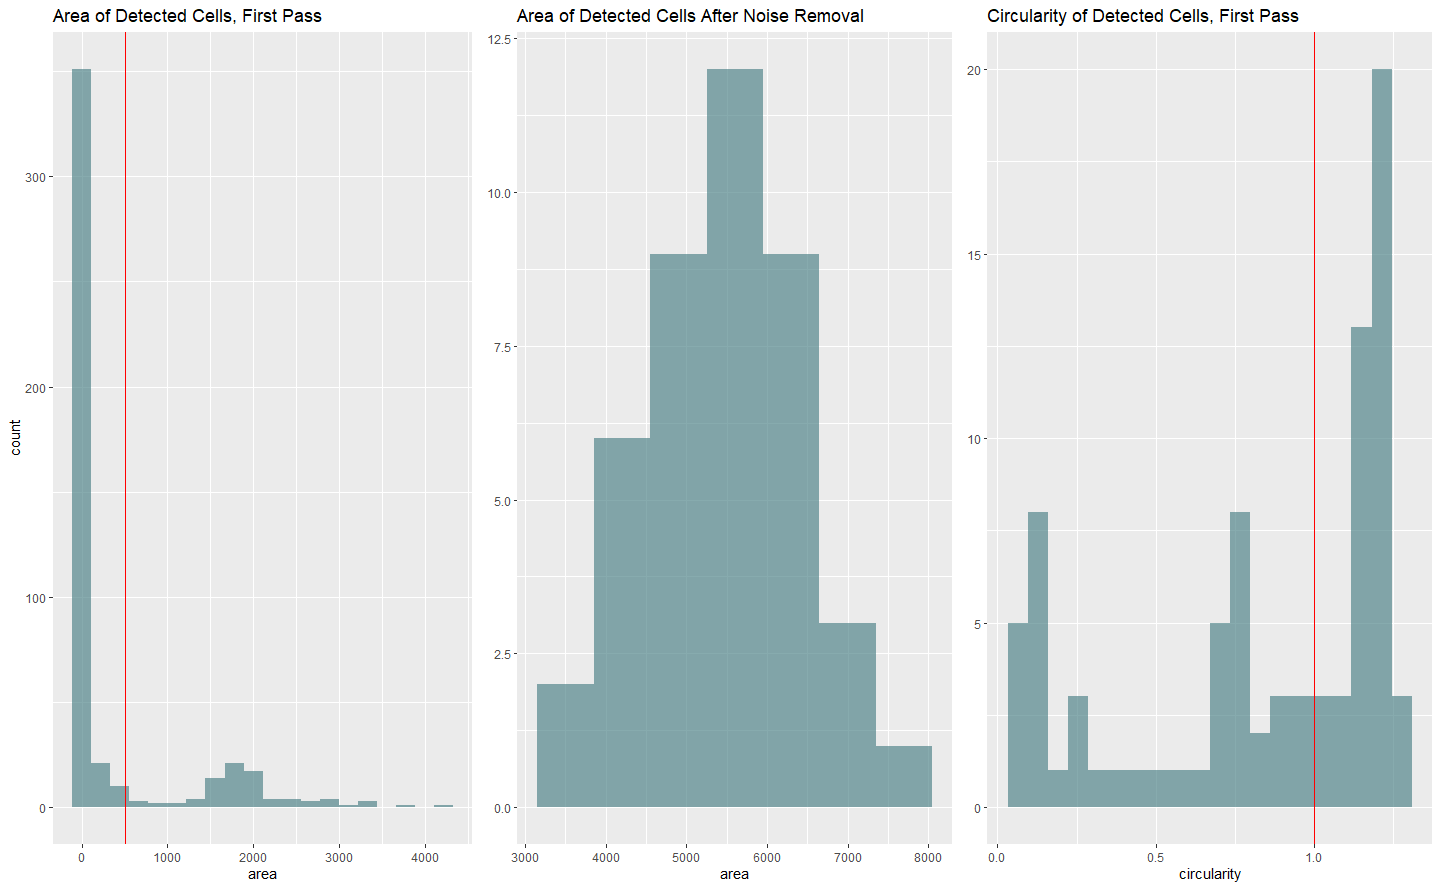 Area of Detected Cells, First Pass
count
300
200
100
0
0 1000 2000 3000 4000
area
Area of Detected Cells After Noise Removal
12.5
10.0
7.5
5.0
2.5
0.0
3000 4000 5000 6000 7000 8000
area
Circularity of Detected Cells, First Pass
20
15
10
5
0
0.0 0.5 1.0
circularity